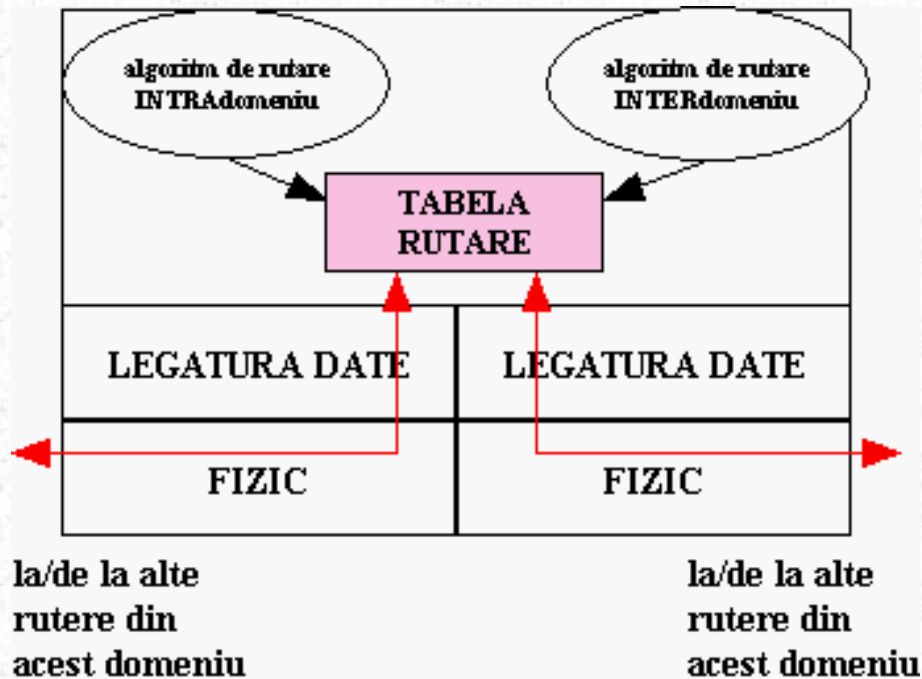 algoritm de rutare
INTRAdomeniu
algoritm de rutare
INTERdomeniu
TABELA
RUTARE
LEGATURA DATE
LEGATURA DATE
FIZIC
FIZIC
la/de la alte
rutere din
acest domeniu
la/de la alte
rutere din
acest domeniu